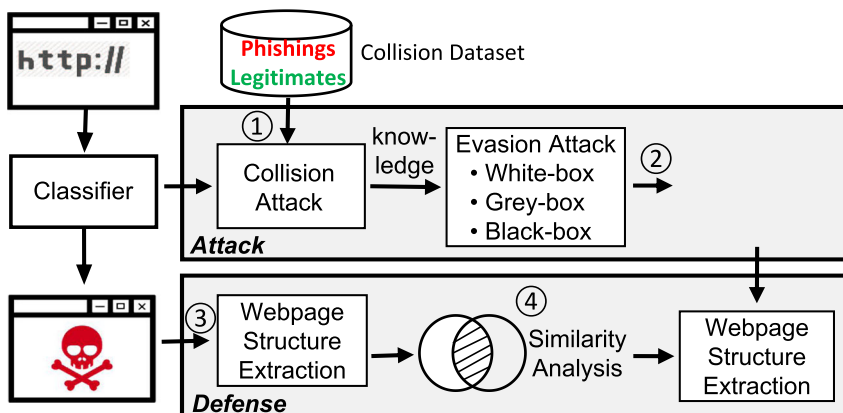 http://
Phishings
Legitimates
Collision Dataset
Classifier
①
Collision
Attack
know-
ledge
Evasion Attack
• White-box
• Grey-box
• Black-box
②
Attack
③
Webpage
Structure
Extraction
④
Similarity
Analysis
Webpage
Structure
Extraction
Defense